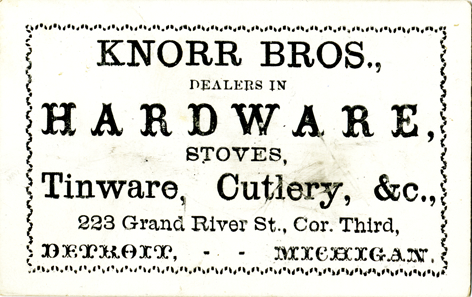 KNORR BROS.,
DEALERS IN
HARDWARE,
STOVES,
Tinware, Cutlery, &c.,
223 Grand River St., Cor. Third,
DETROIT, - - MICHIGAN.